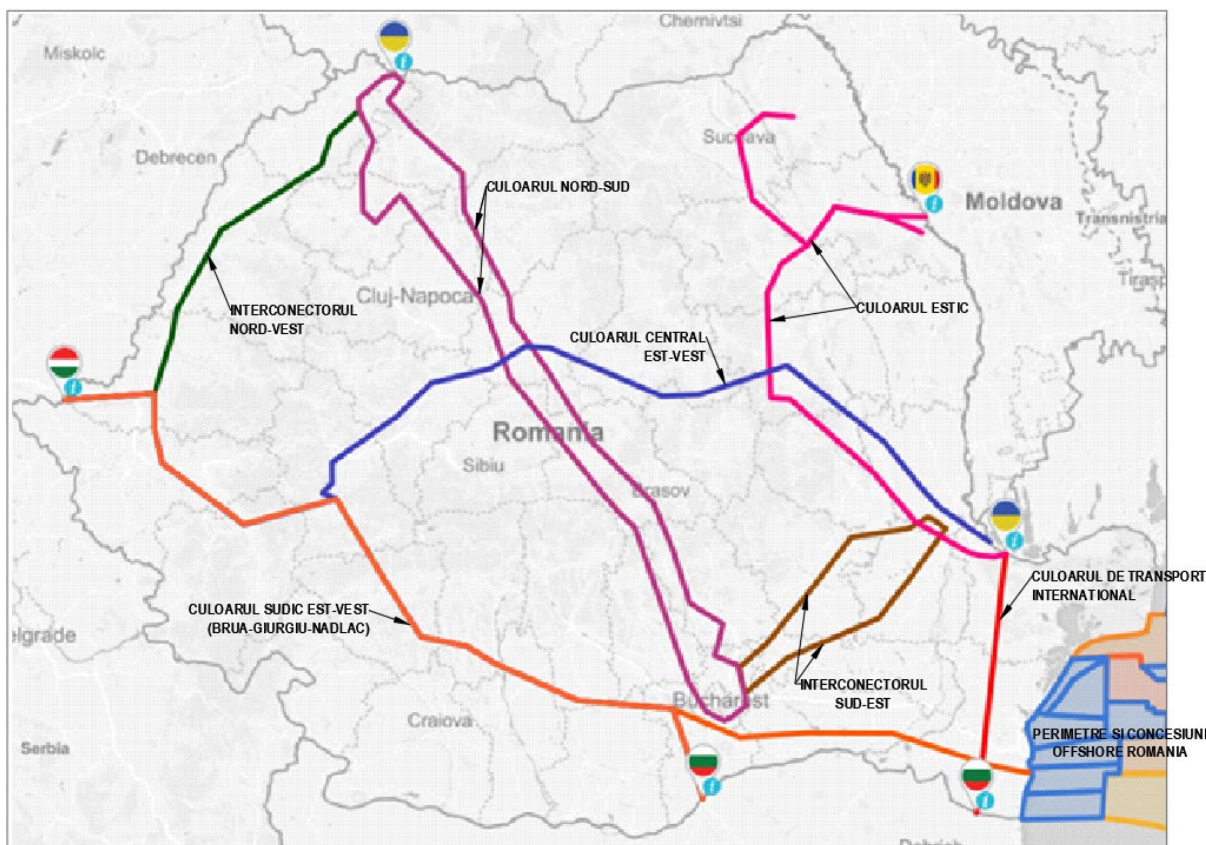 Chernivtsi
Miskolc
Debrecen
Suceava
Moldova
Transnistria
Tirasp
CULOARUL NORD-SUD
Cluj-Napoca
INTERCONECTORUL
NORD-VEST
CULOARUL ESTIC
CULOARUL CENTRAL
EST-VEST
Romania
Sibiu
Brasov
CULOARUL DE TRANSPORT
INTERNATIONAL
CULOARUL SUDIC EST-VEST
(BRUA-GIURGIU-NADLAC)
elgrade
INTERCONECTORUL
SUD-EST
Bucharest
Craiova
PERIMETRE SI CONCESIUNI
OFFSHORE ROMANIA
Serbia